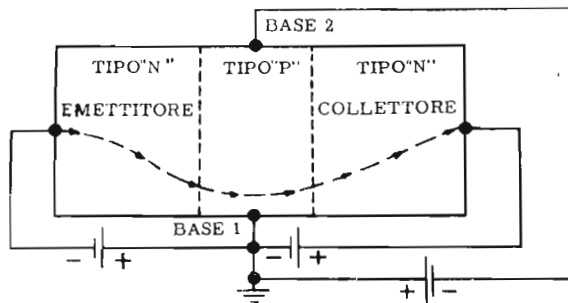 BASE 2
TIPO"N" TIPO"P" TIPO"N"
EMETTITORE COLLETTORE
BASE 1
- + - +
+ -